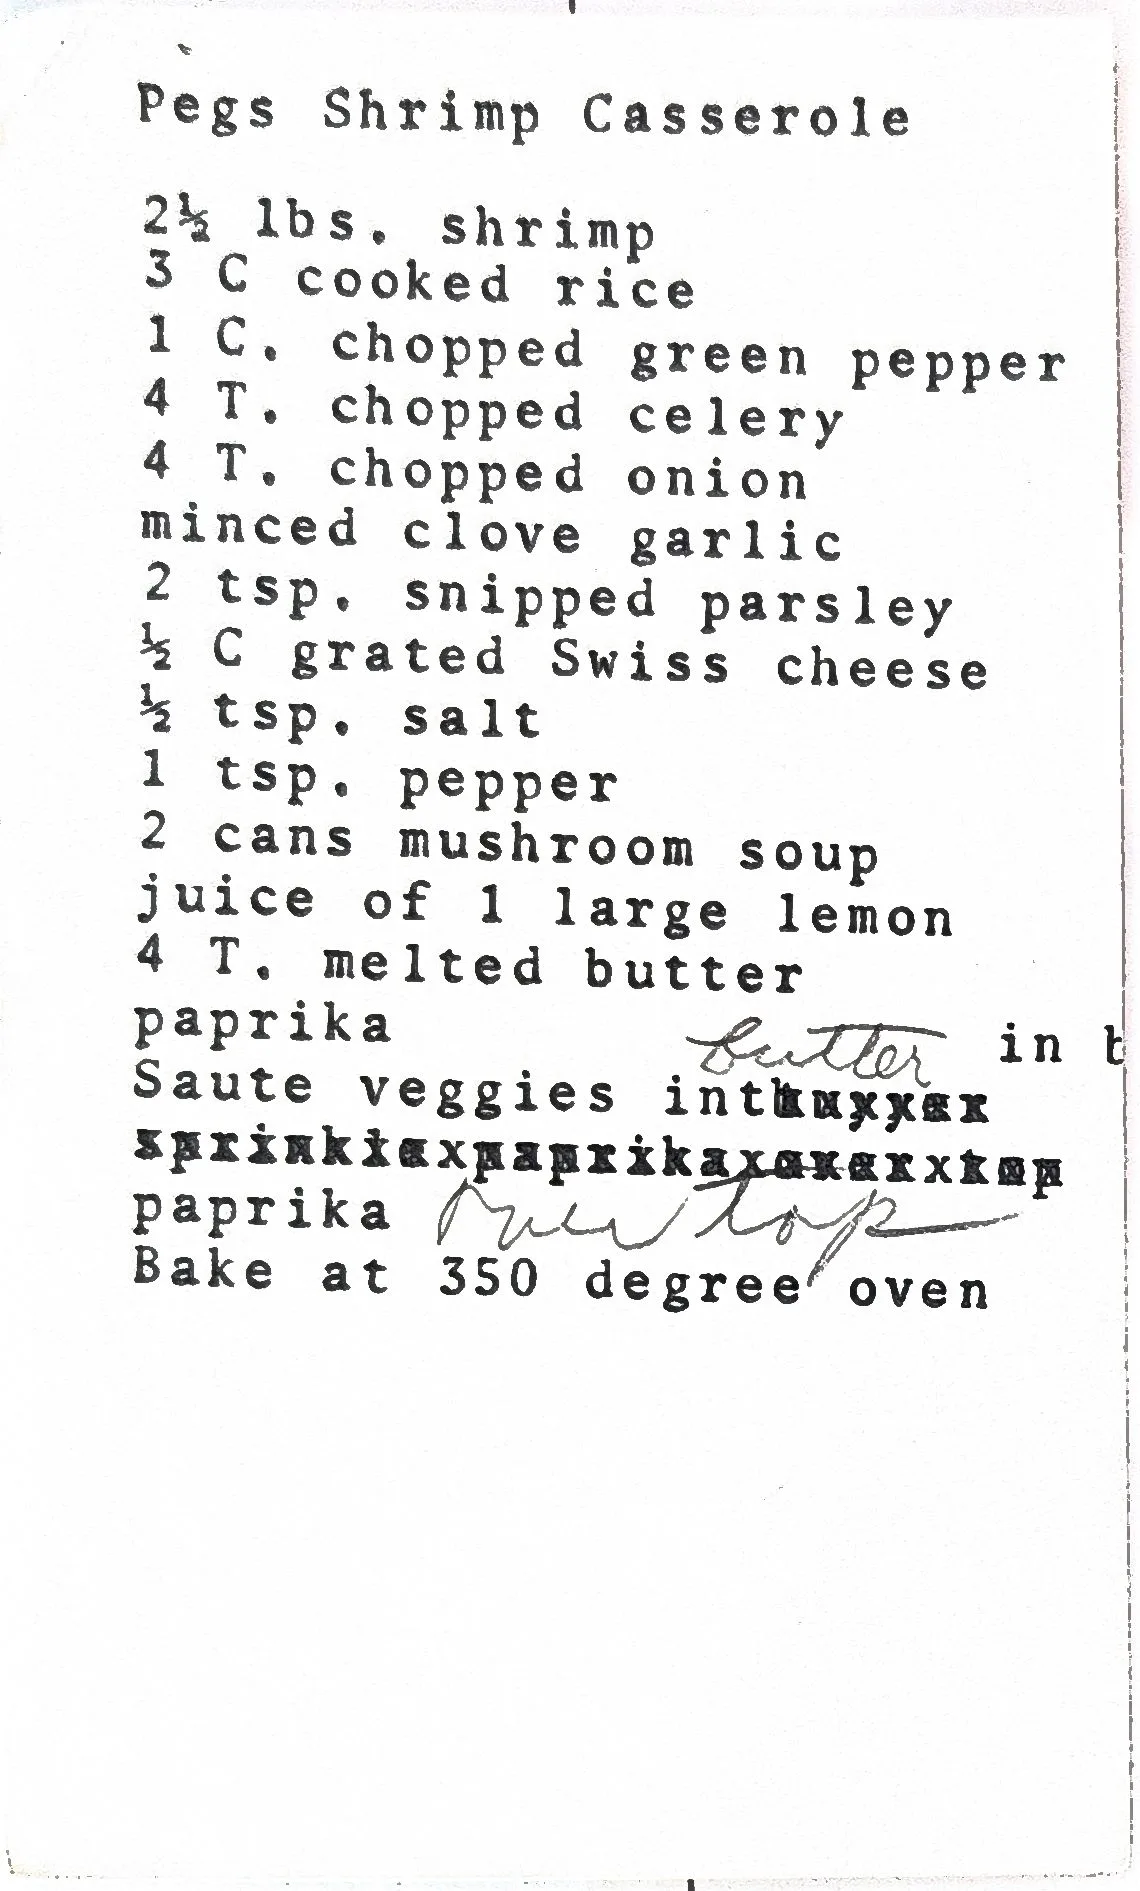 Pegs Shrimp Casserole
2½ lbs. shrimp
3 C cooked rice
1 C. chopped green pepper
4 T. chopped celery
4 T. chopped onion
minced clove garlic
2 tsp. snipped parsley
½ C grated Swiss cheese
½ tsp. salt
1 tsp. pepper
2 cans mushroom soup
juice of 1 large lemon
4 T. melted butter
paprika
butter in
Saute veggies in
paprika over top
Bake at 350 degree oven